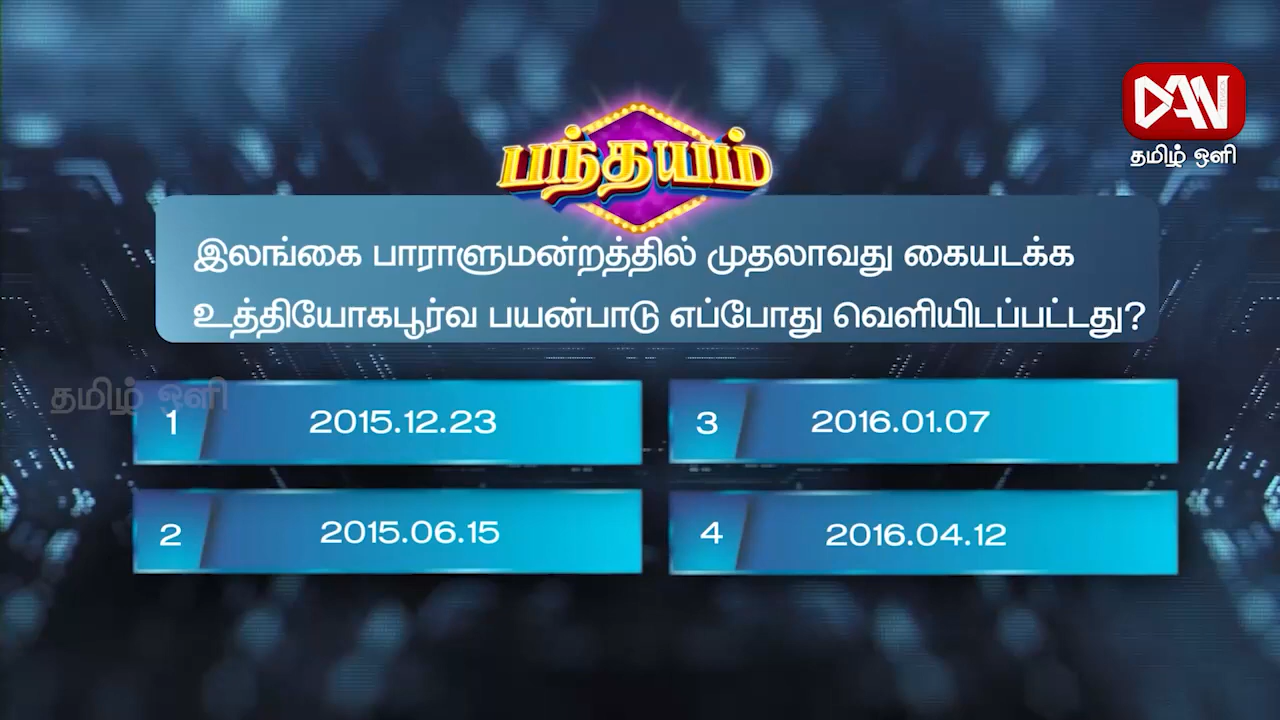 DAN
தமிழ் ஒளி
பந்தயம்
இலங்கை பாராளுமன்றத்தில் முதலாவது கையடக்க
உத்தியோகபூர்வ பயன்பாடு எப்போது வெளியிடப்பட்டது?
தமிழ் ஒளி
1 2015.12.23
2 2015.06.15
3 2016.01.07
4 2016.04.12